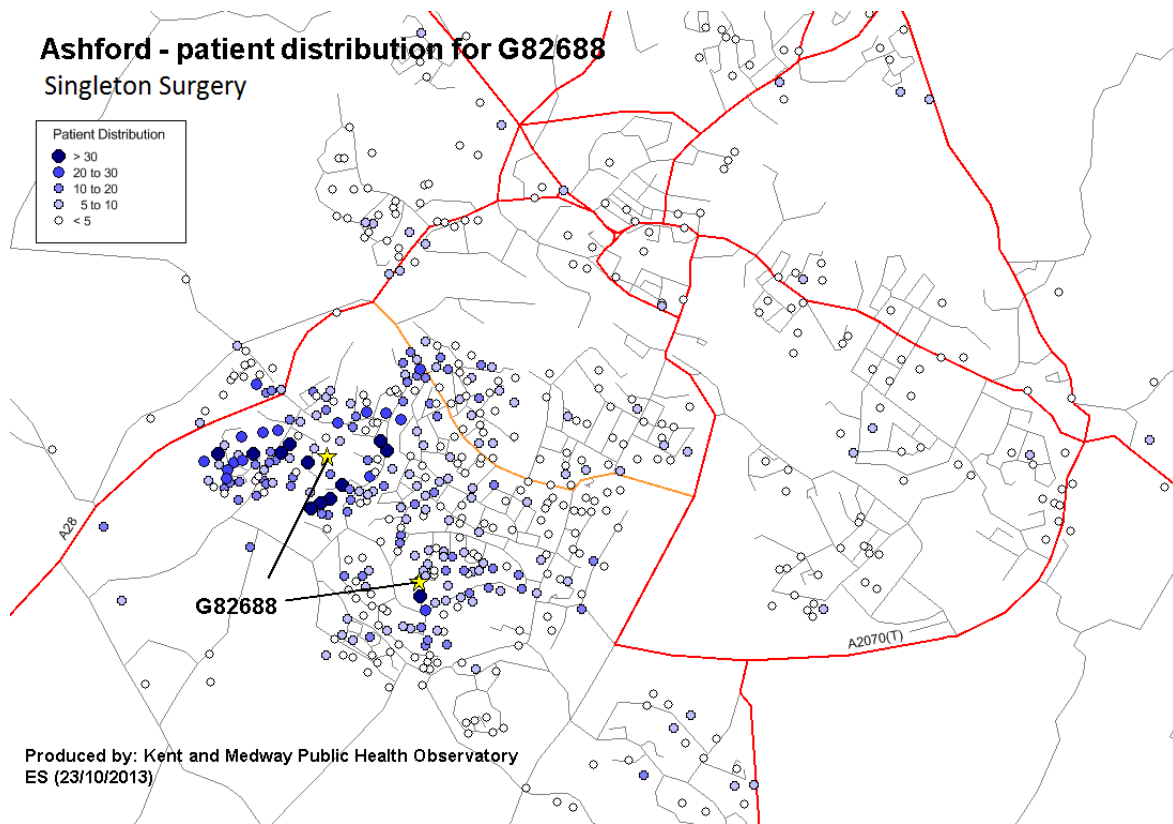 Ashford - patient distribution for G82688
Singleton Surgery
Patient Distribution
> 30
20 to 30
10 to 20
5 to 10
< 5
A28
G82688
A2070(T)
Produced by: Kent and Medway Public Health Observatory
ES (23/10/2013)